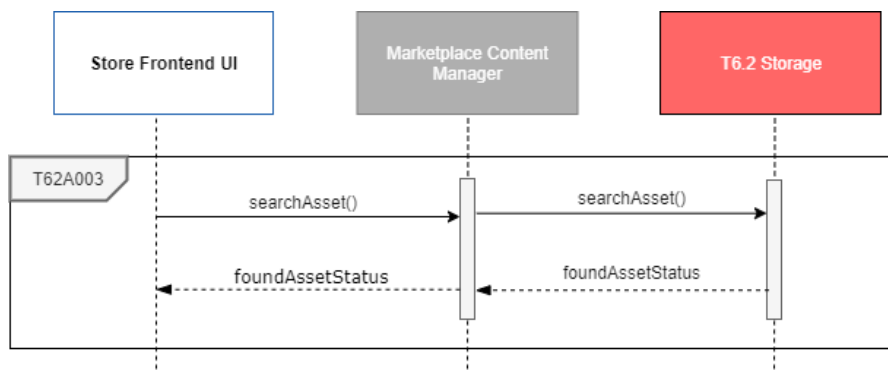 Store Frontend UI
Marketplace Content
Manager
T6.2 Storage
T62A003
searchAsset()
searchAsset()
foundAssetStatus
foundAssetStatus